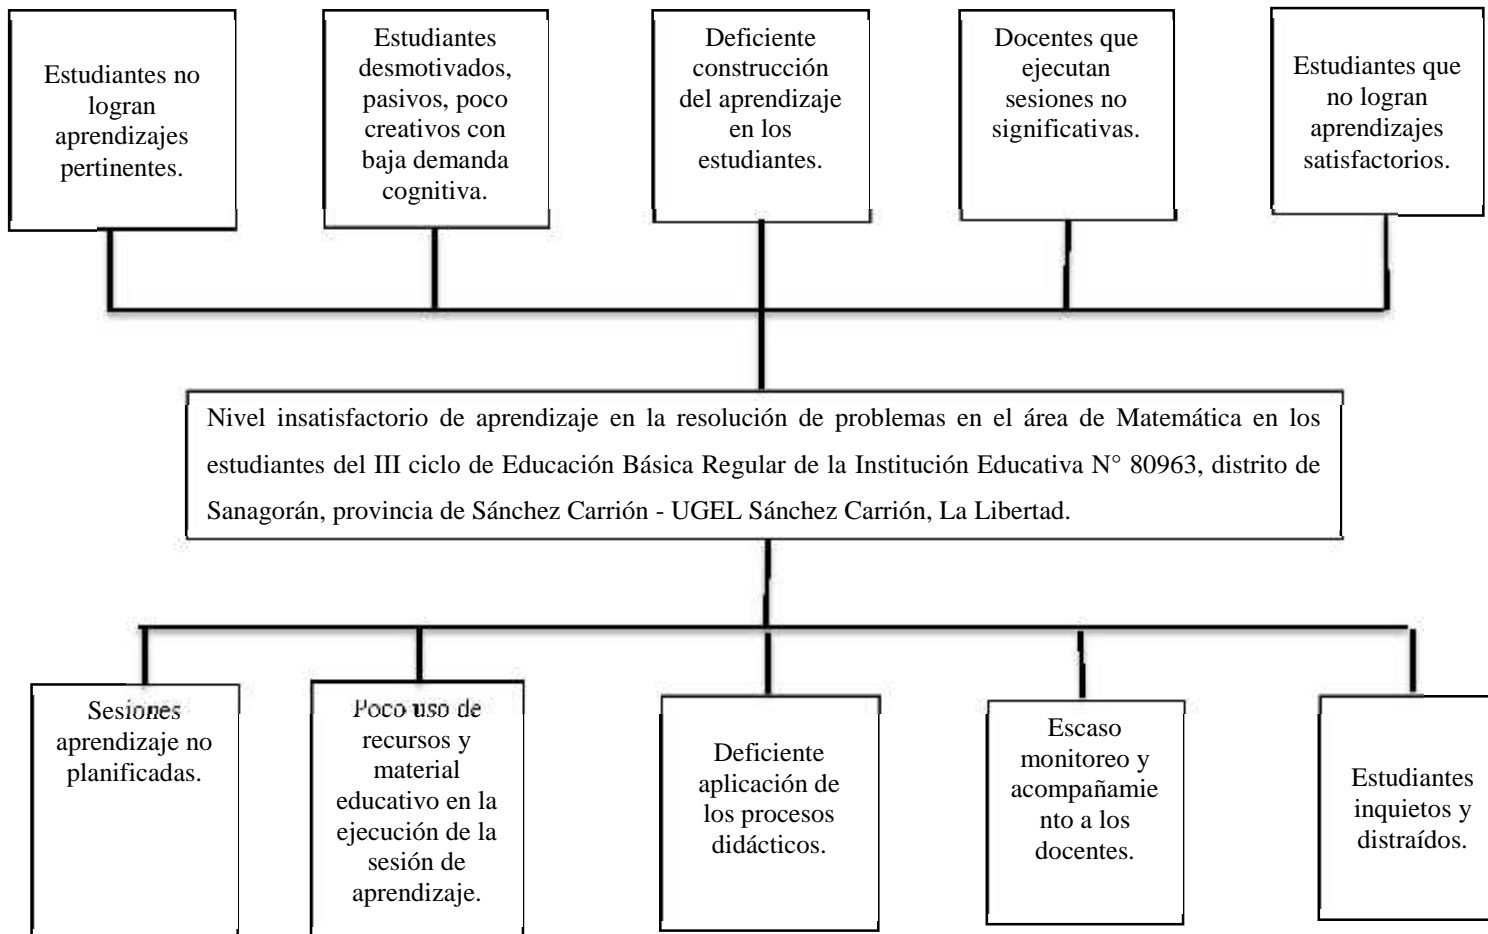 Estudiantes no
logran
aprendizajes
pertinentes.
Estudiantes
desmotivados,
pasivos, poco
creativos con
baja demanda
cognitiva.
Deficiente
construcción
del aprendizaje
en los
estudiantes.
Docentes que
ejecutan
sesiones no
significativas.
Estudiantes que
no logran
aprendizajes
satisfactorios.
Nivel insatisfactorio de aprendizaje en la resolución de problemas en el área de Matemática en los
estudiantes del III ciclo de Educación Básica Regular de la Institución Educativa N° 80963, distrito de
Sanagorán, provincia de Sánchez Carrión - UGEL Sánchez Carrión, La Libertad.
Sesiones
aprendizaje no
planificadas.
Poco uso de
recursos y
material
educativo en la
ejecución de la
sesión de
aprendizaje.
Deficiente
aplicación de
los procesos
didácticos.
Escaso
monitoreo y
acompañamie
nto a los
docentes.
Estudiantes
inquietos y
distraídos.